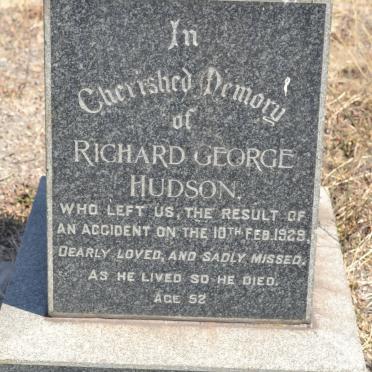 In
Cherished Memory
of
RICHARD GEORGE
HUDSON.
WHO LEFT US, THE RESULT OF
AN ACCIDENT ON THE 10TH FEB. 1929.
DEARLY LOVED, AND SADLY MISSED.
AS HE LIVED SO HE DIED.
AGE 52